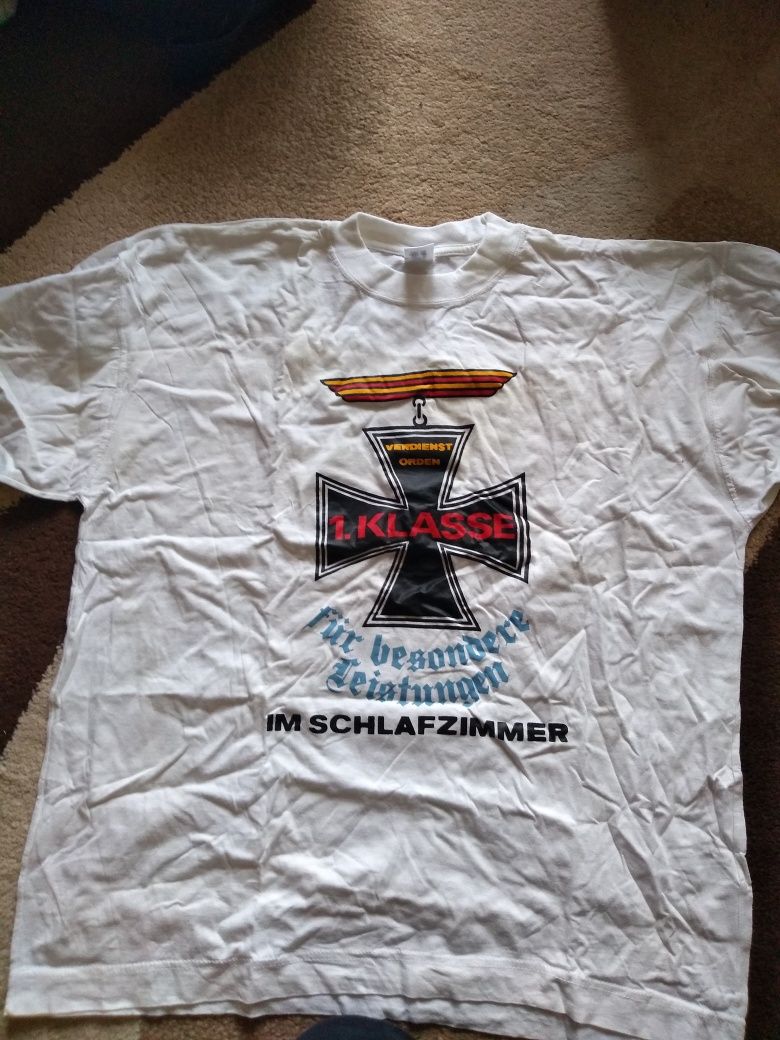 VERDIENST
ORDEN
1. KLASSE
für besondere
Leistungen
IM SCHLAFZIMMER